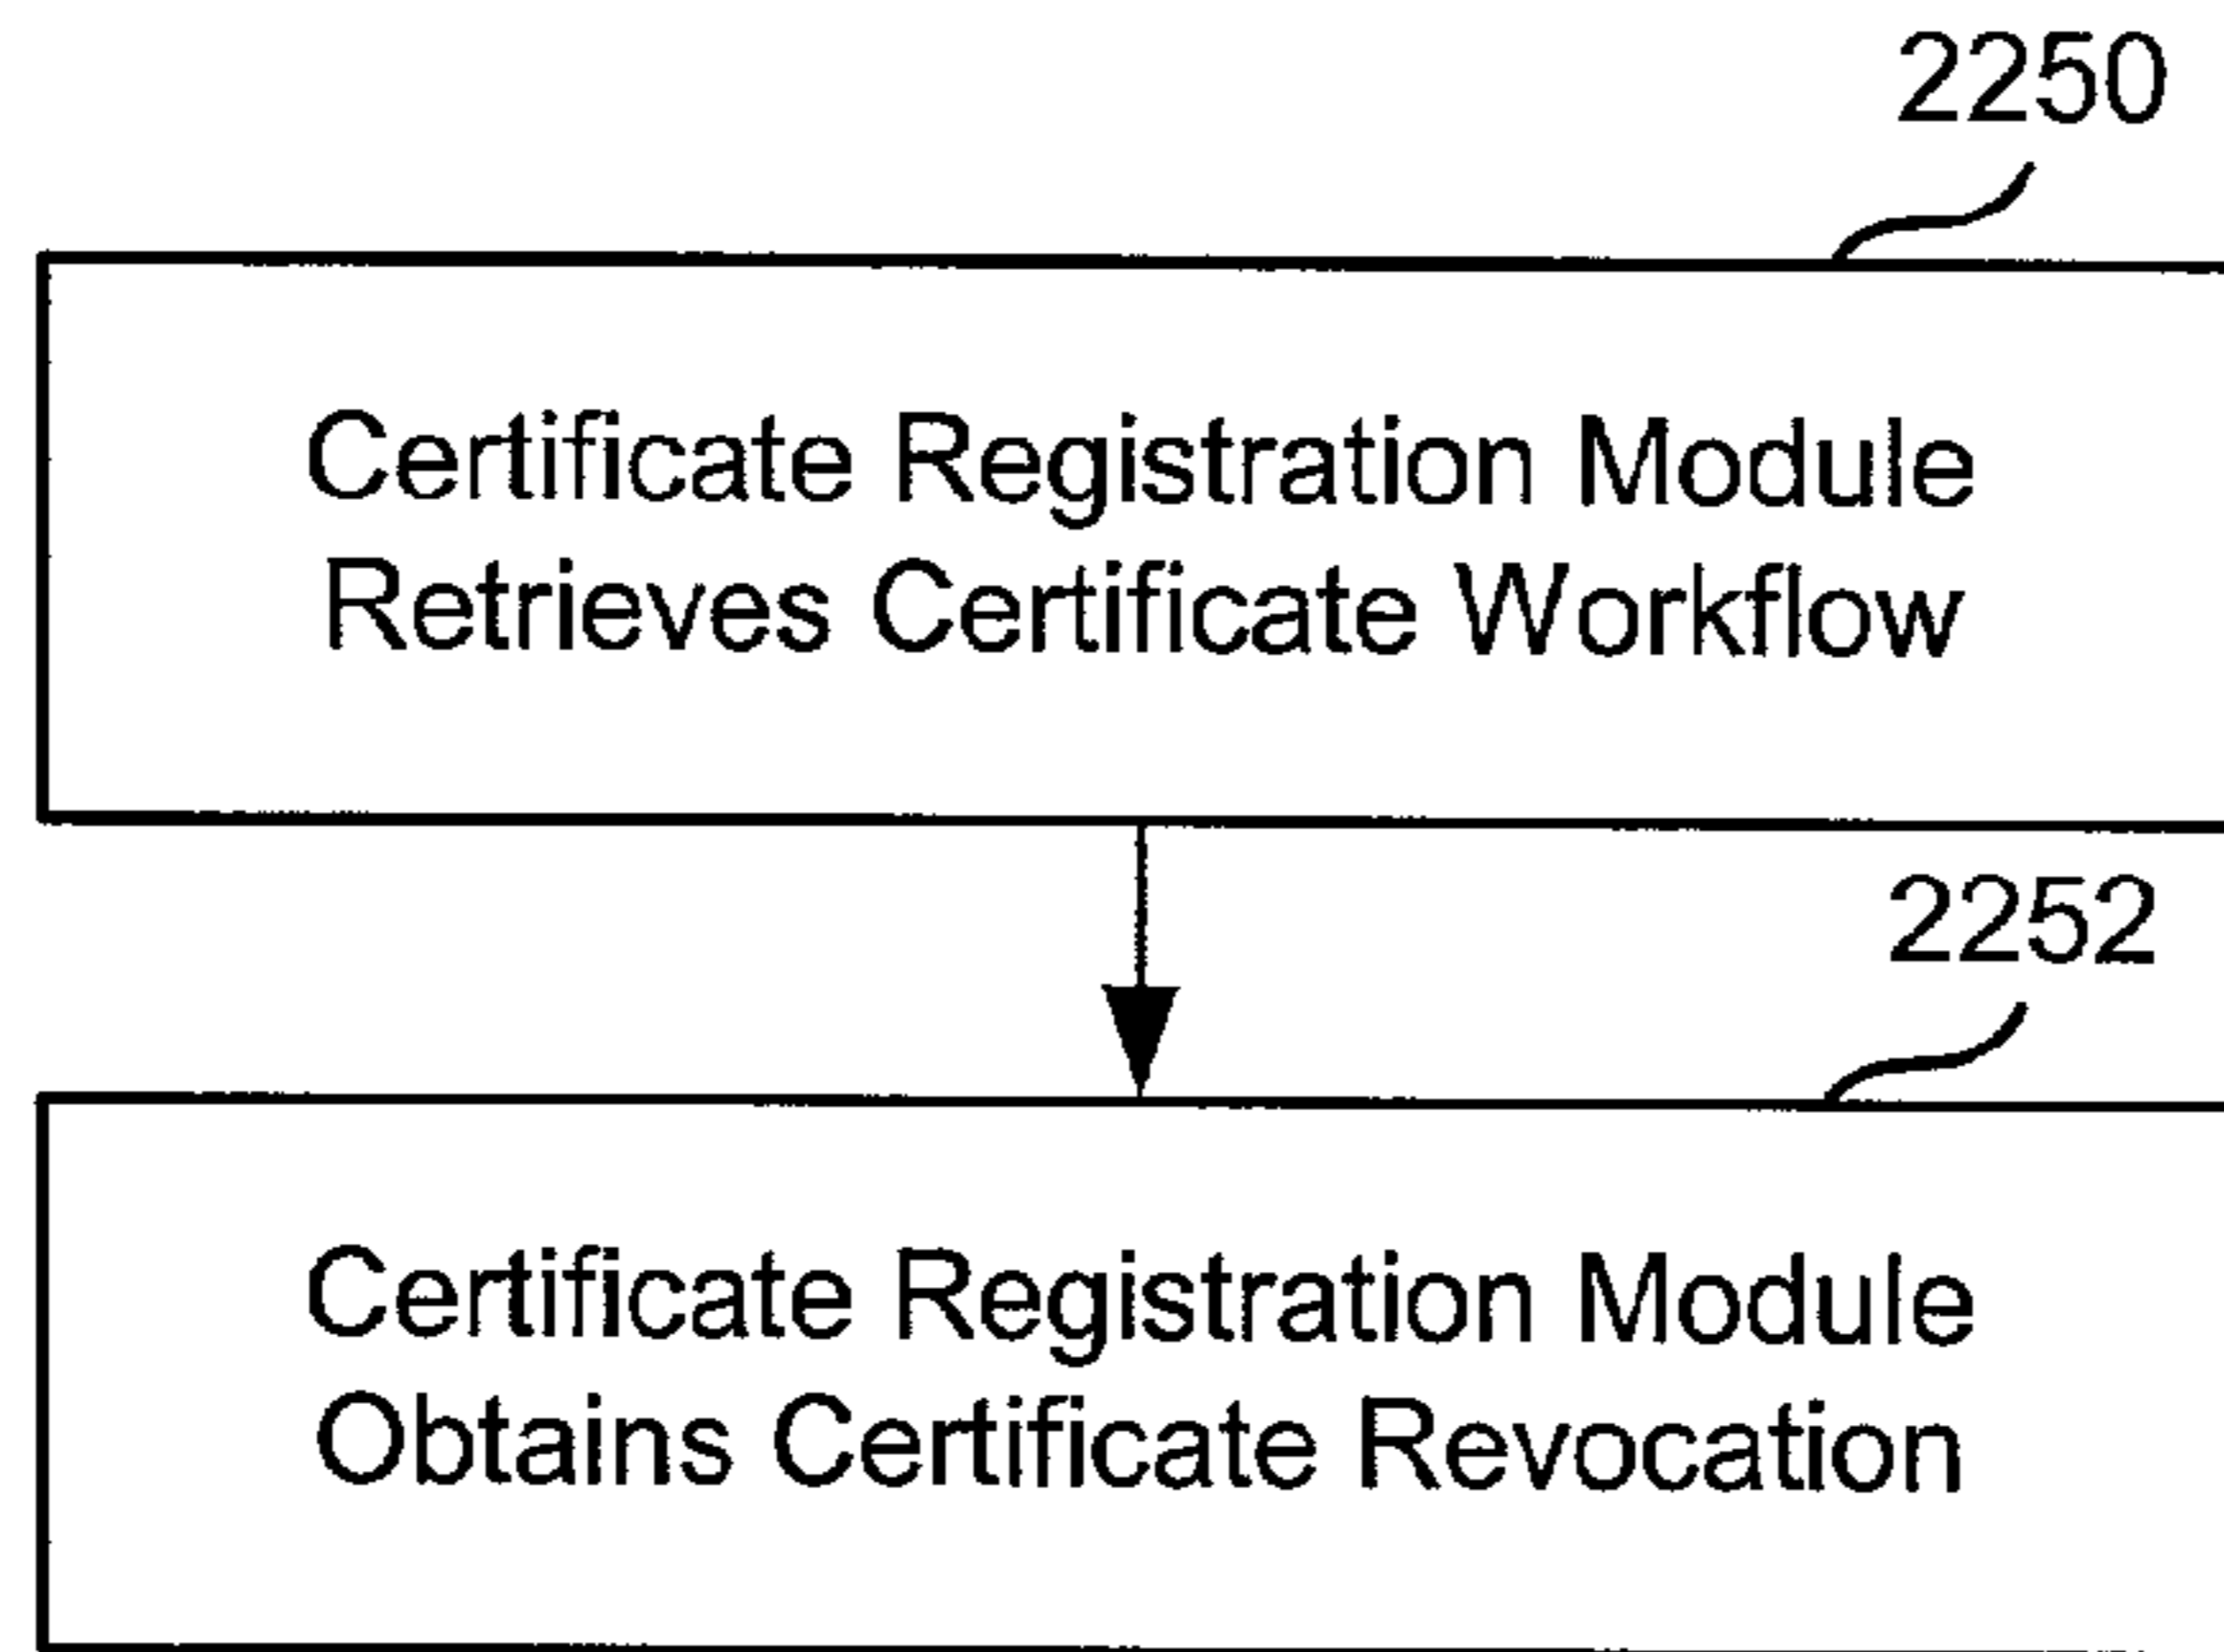 2250
Certificate Registration Module
Retrieves Certificate Workflow
2252
Certificate Registration Module
Obtains Certificate Revocation